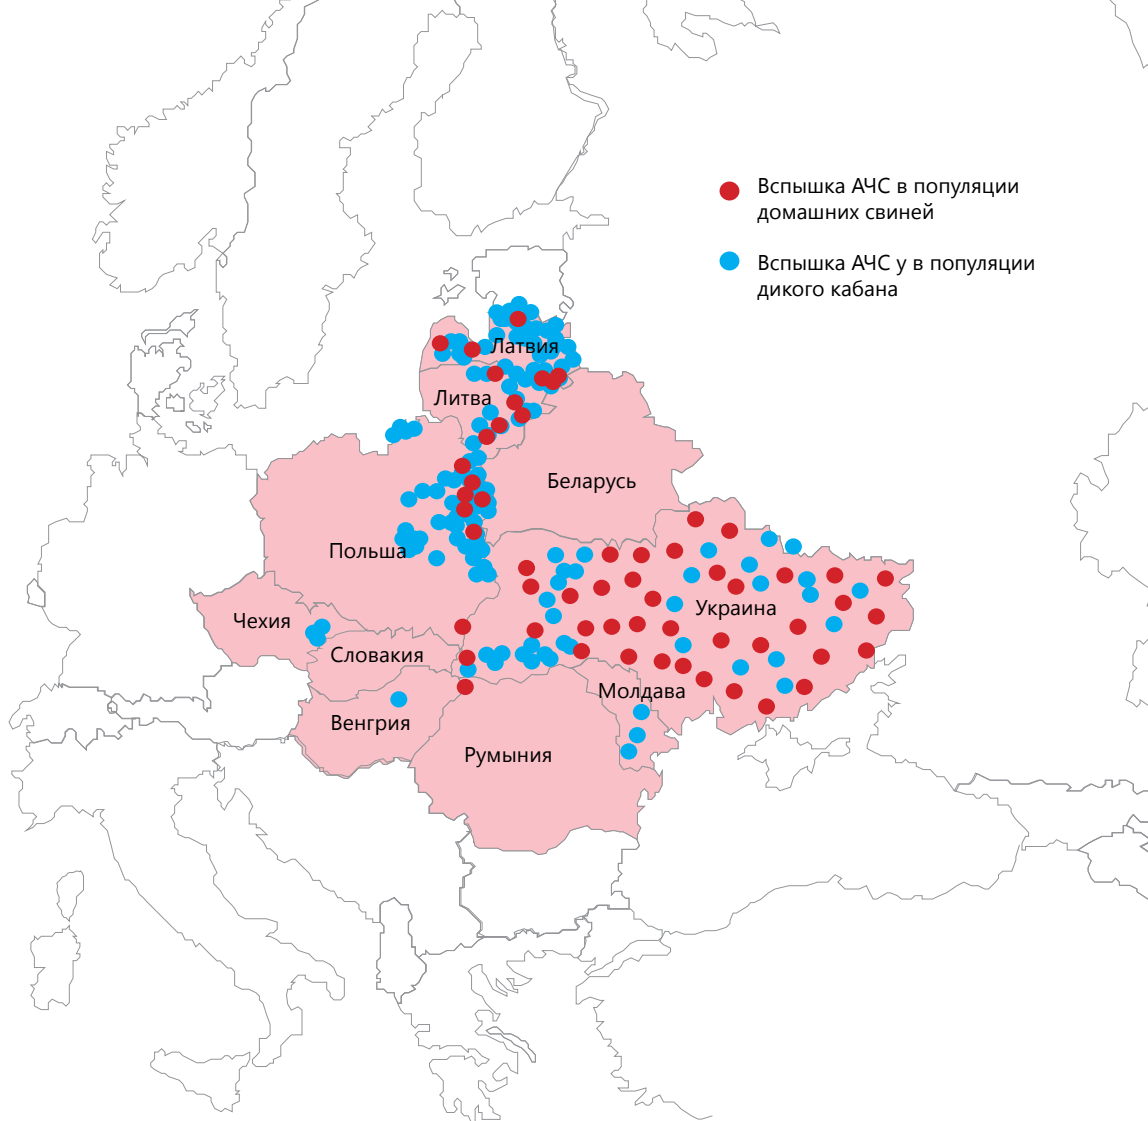 Вспышка АЧС в популяции
домашних свиней
Вспышка АЧС у в популяции
дикого кабана
Латвия
Литва
Беларусь
Польша
Украина
Чехия
Словакия
Молдава
Венгрия
Румыния